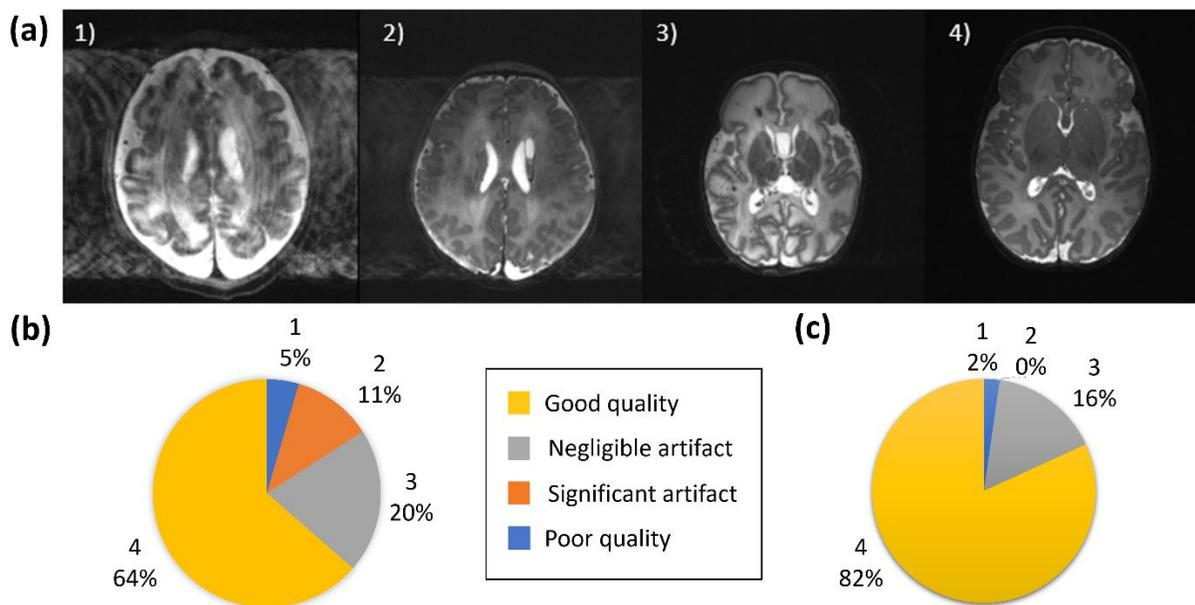 (a)
1)
2)
3)
4)
(b)
1
5%
2
11%
3
20%
4
64%
Good quality
Negligible artifact
Significant artifact
Poor quality
(c)
1
2%
2
0%
3
16%
4
82%